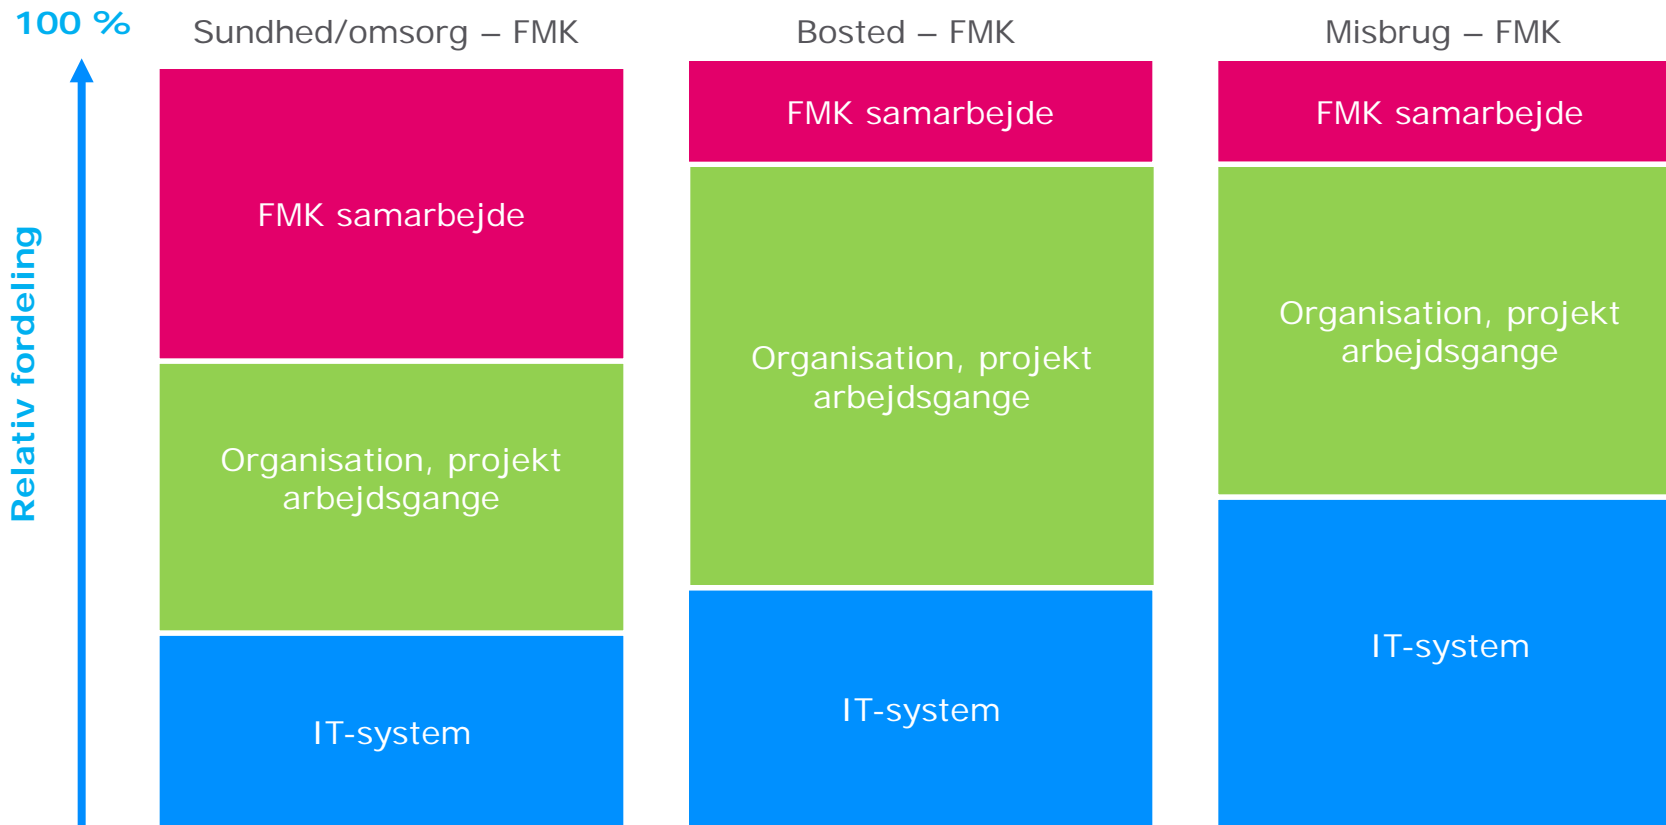 100 %
Relativ fordeling
Sundhed/omsorg – FMK
FMK samarbejde
Organisation, projekt
arbejdsgange
IT-system
Bosted – FMK
FMK samarbejde
Organisation, projekt
arbejdsgange
IT-system
Misbrug – FMK
FMK samarbejde
Organisation, projekt
arbejdsgange
IT-system